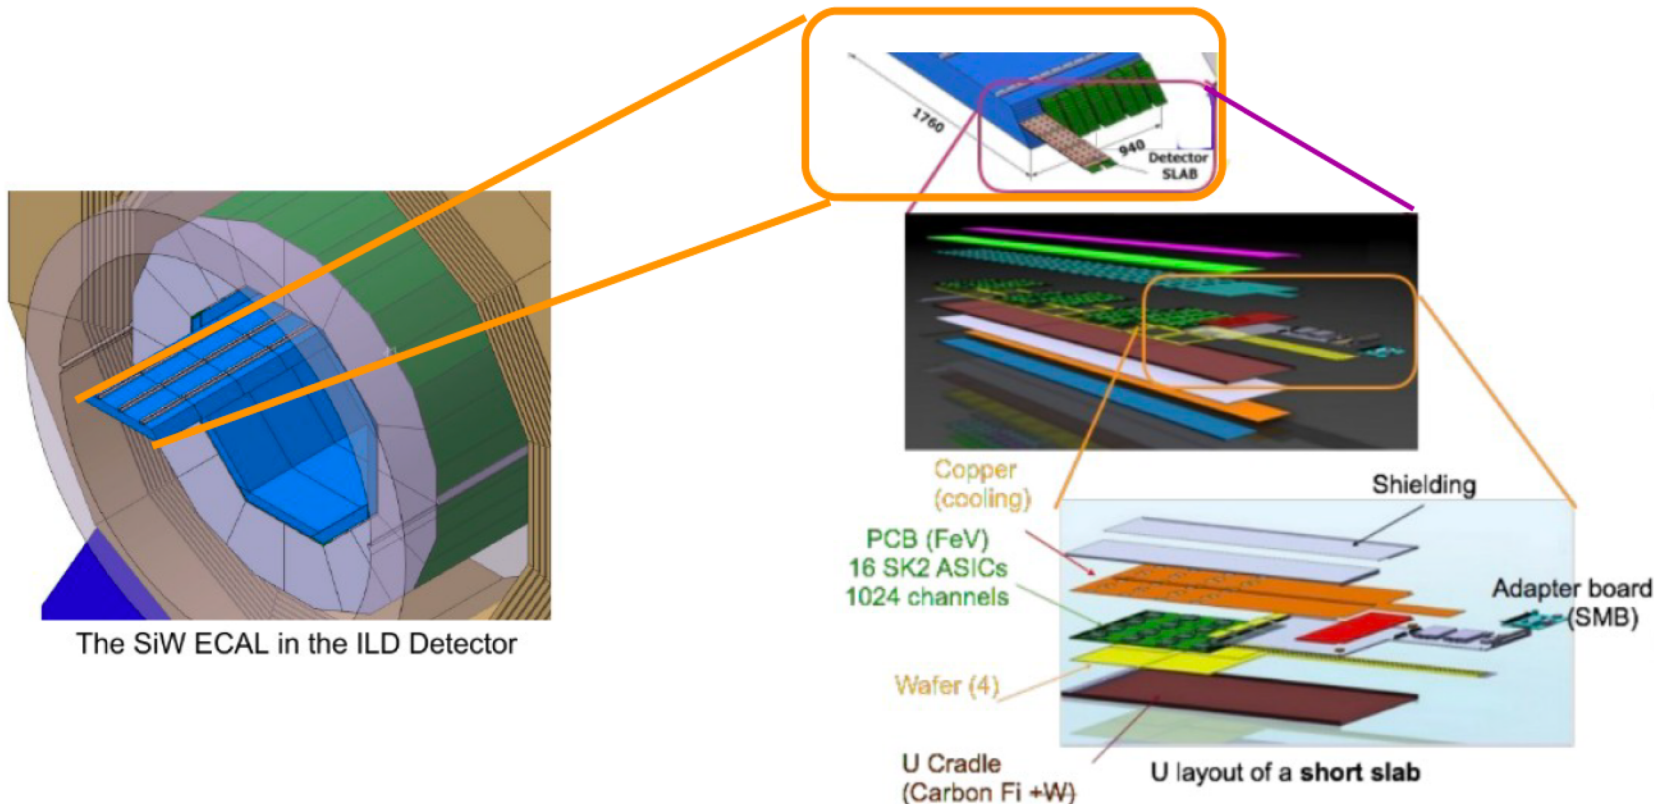 1760
940
Detector
SLAB
The SiW ECAL in the ILD Detector
Copper
(cooling)
Shielding
PCB (FeV)
16 SK2 ASICs
1024 channels
Adapter board
(SMB)
Wafer (4)
U Cradle
(Carbon Fi +W)
U layout of a short slab